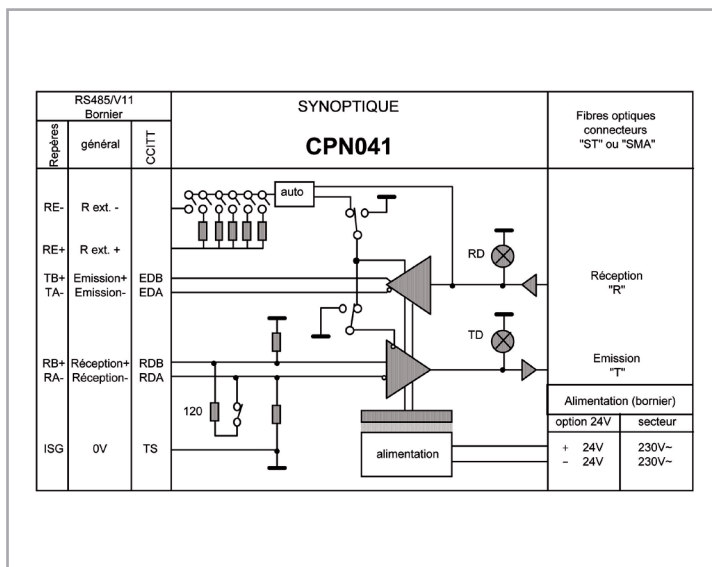 RS485/V11
Bornier
Repères
général
CCITT
SYNOPTIQUE
CPN041
Fibres optiques
connecteurs
"ST" ou "SMA"
auto
RE- R ext. -
RE+ R ext. +
TB+ Emission+ EDB
TA- Emission- EDA
RD
Réception
"R"
TD
RB+ Réception+ RDB
RA- Réception- RDA
Emission
"T"
120
Alimentation (bornier)
option 24V secteur
ISG 0V TS
alimentation
+ 24V 230V~
− 24V 230V~